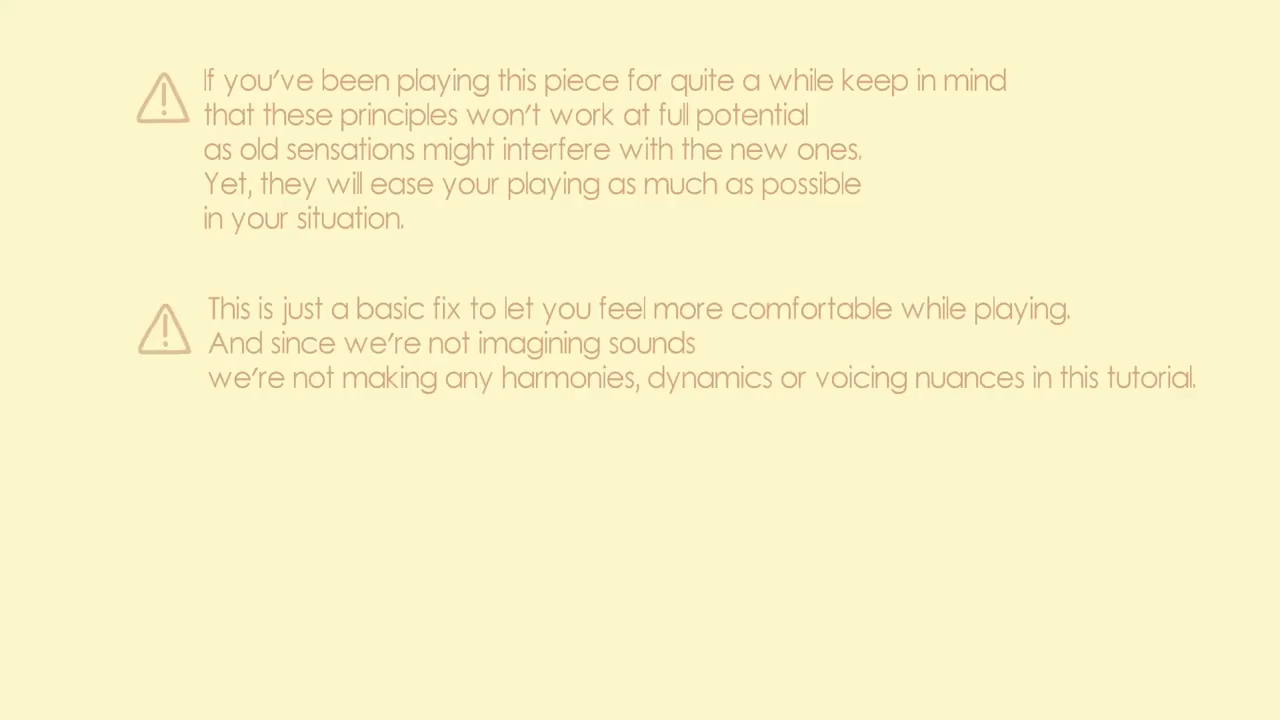 If you've been playing this piece for quite a while keep in mind
that these principles won't work at full potential
as old sensations might interfere with the new ones.
Yet, they will ease your playing as much as possible
in your situation.
This is just a basic fix to let you feel more comfortable while playing.
And since we're not imagining sounds
we're not making any harmonies, dynamics or voicing nuances in this tutorial.